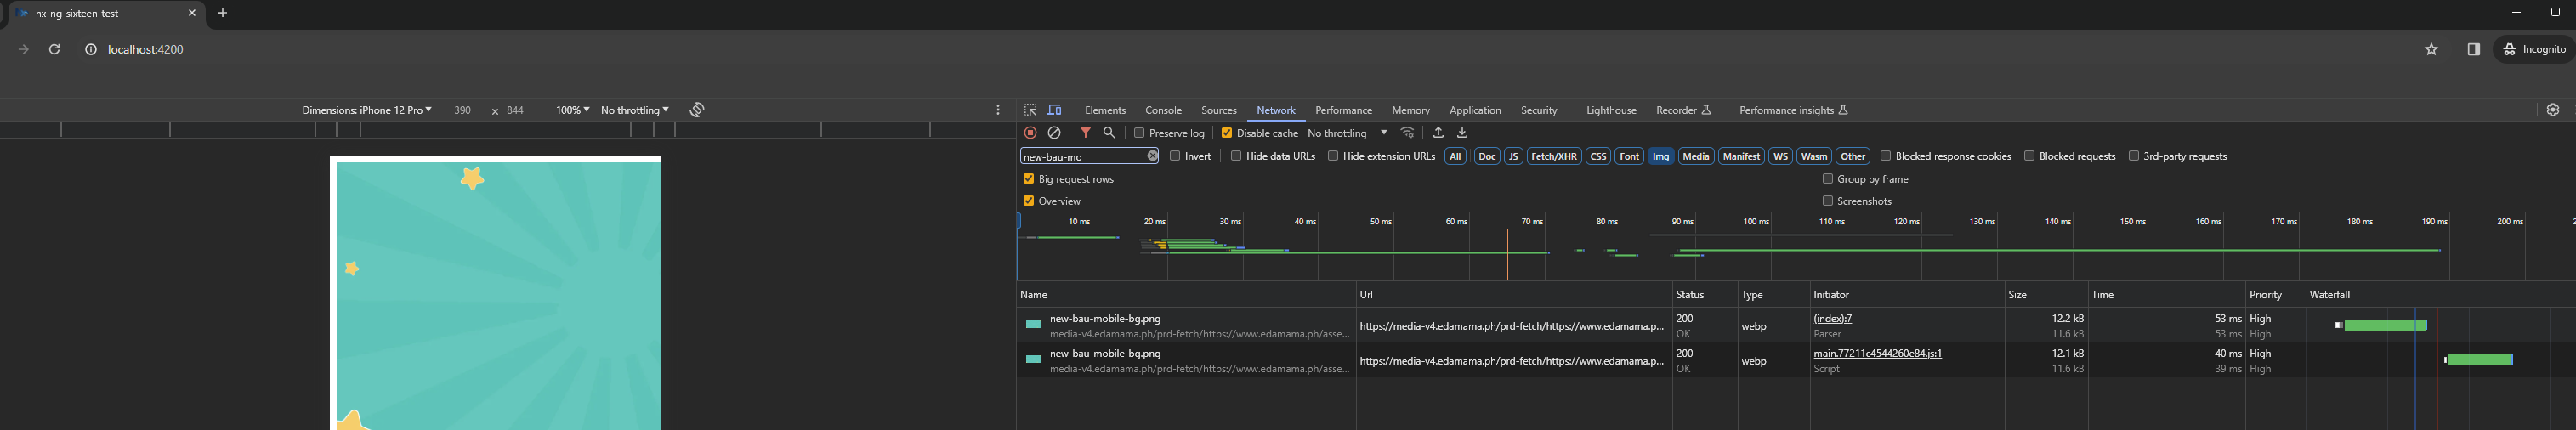 nx-ng-sixteen-test
localhost:4200
Incognito
Dimensions: iPhone 12 Pro 390 × 844 100% No throttling
Elements Console Sources Network Performance Memory Application Security Lighthouse Recorder Performance insights
Preserve log Disable cache No throttling
new-bau-mo Invert Hide data URLs Hide extension URLs All Doc JS Fetch/XHR CSS Font Img Media Manifest WS Wasm Other Blocked response cookies Blocked requests 3rd-party requests
Big request rows Group by frame
Overview Screenshots
10 ms 20 ms 30 ms 40 ms 50 ms 60 ms 70 ms 80 ms 90 ms 100 ms 110 ms 120 ms 130 ms 140 ms 150 ms 160 ms 170 ms 180 ms 190 ms 200 ms
Name Url Status Type Initiator Size Time Priority Waterfall
new-bau-mobile-bg.png 200 (index):7 12.2 kB 53 ms High
https://media-v4.edamama.ph/prd-fetch/https://www.edamama.p... webp
media-v4.edamama.ph/prd-fetch/https://www.edamama.ph/asse... OK Parser 11.6 kB 53 ms High
new-bau-mobile-bg.png 200 main.77211c4544260e84.js:1 12.1 kB 40 ms High
https://media-v4.edamama.ph/prd-fetch/https://www.edamama.p... webp
media-v4.edamama.ph/prd-fetch/https://www.edamama.ph/asse... OK Script 11.6 kB 39 ms High